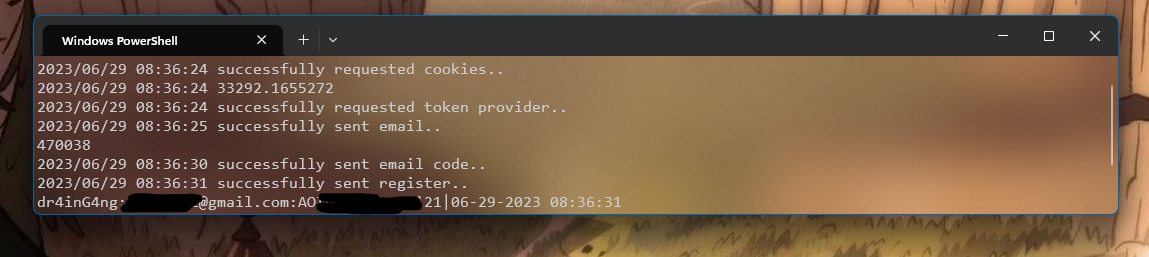 Windows PowerShell
2023/06/29 08:36:24 successfully requested cookies..
2023/06/29 08:36:24 33292.1655272
2023/06/29 08:36:24 successfully requested token provider..
2023/06/29 08:36:25 successfully sent email..
470038
2023/06/29 08:36:30 successfully sent email code..
2023/06/29 08:36:31 successfully sent register..
dr4inG4ng: @gmail.com:AO 21|06-29-2023 08:36:31